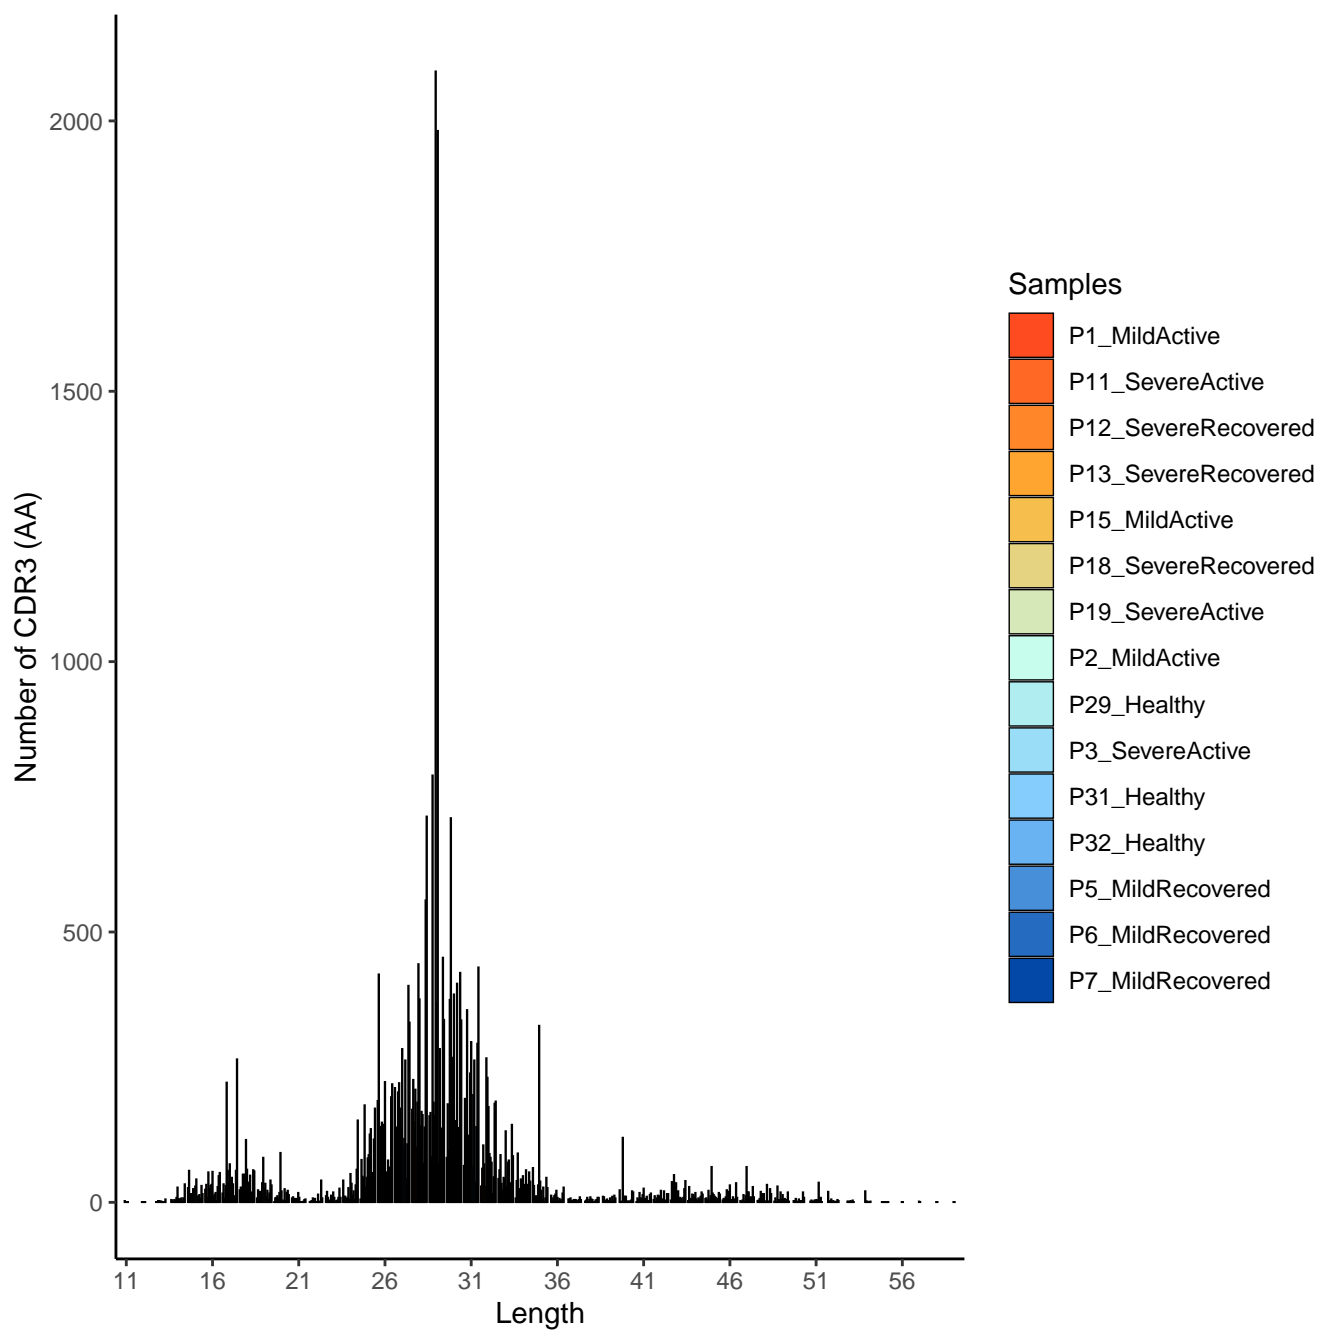 2000
1500
1000
500
0
Number of CDR3 (AA)
11 16 21 26 31 36 41 46 51 56
Length
Samples
P1_MildActive
P11_SevereActive
P12_SevereRecovered
P13_SevereRecovered
P15_MildActive
P18_SevereRecovered
P19_SevereActive
P2_MildActive
P29_Healthy
P3_SevereActive
P31_Healthy
P32_Healthy
P5_MildRecovered
P6_MildRecovered
P7_MildRecovered